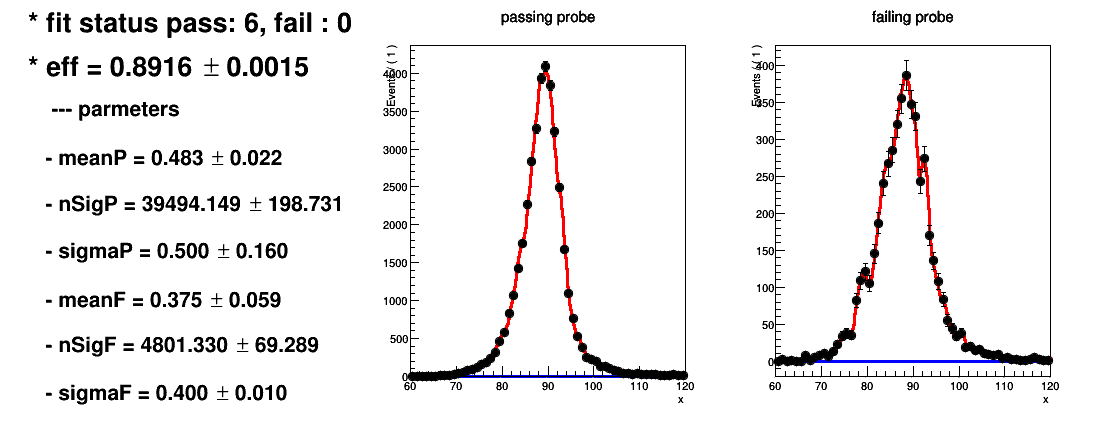 * fit status pass: 6, fail : 0
* eff = 0.8916 ± 0.0015
--- parmeters
- meanP = 0.483 ± 0.022
- nSigP = 39494.149 ± 198.731
- sigmaP = 0.500 ± 0.160
- meanF = 0.375 ± 0.059
- nSigF = 4801.330 ± 69.289
- sigmaF = 0.400 ± 0.010
passing probe
Events / ( 1 )
4000
3500
3000
2500
2000
1500
1000
500
0
60 70 80 90 100 110 120
x
failing probe
Events / ( 1 )
400
350
300
250
200
150
100
50
0
60 70 80 90 100 110 120
x